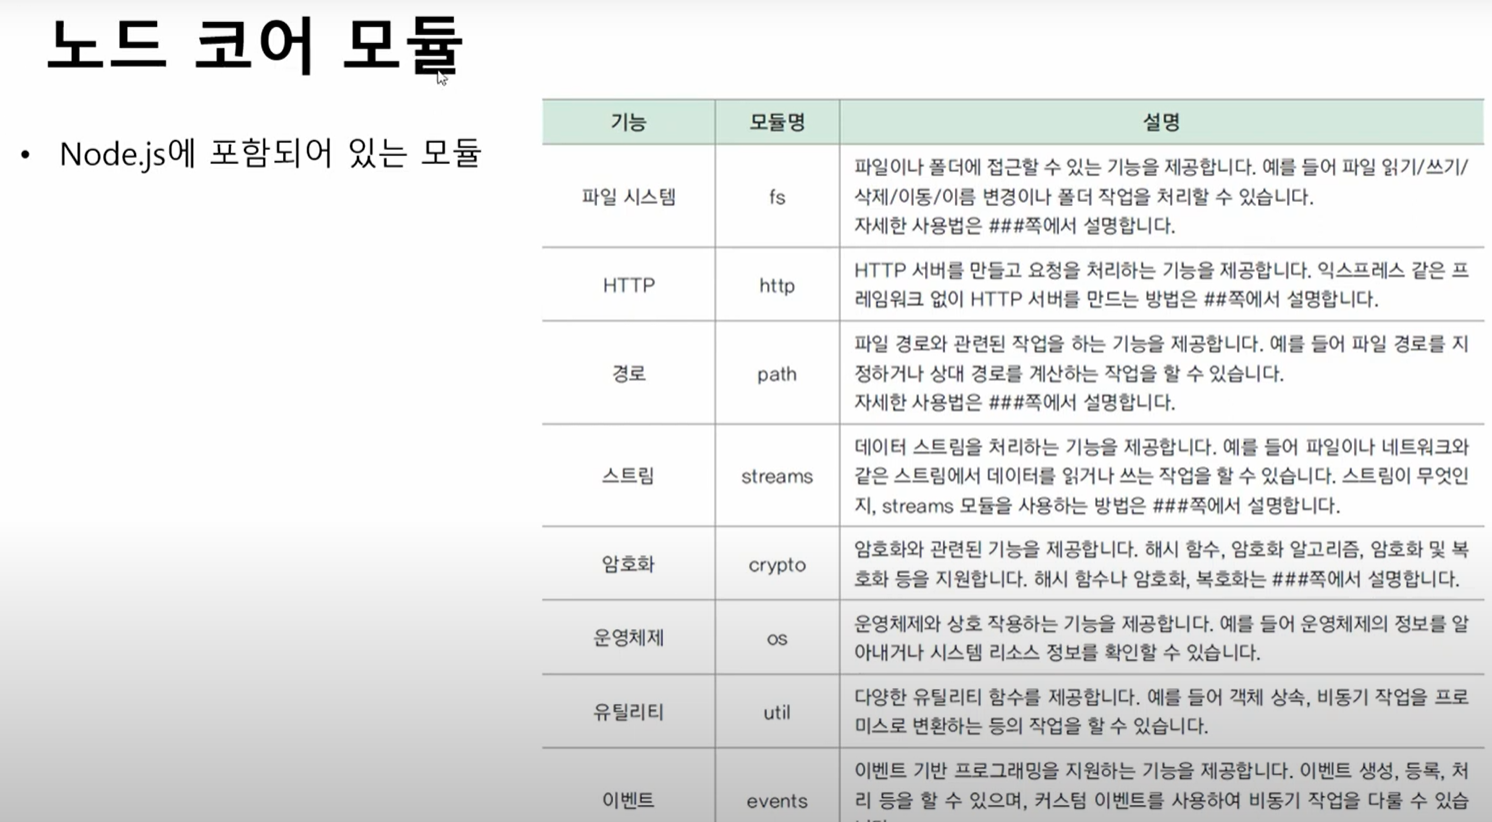 노드 코어 모듈
• Node.js에 포함되어 있는 모듈
기능 모듈명 설명
파일 시스템 fs 파일이나 폴더에 접근할 수 있는 기능을 제공합니다. 예를 들어 파일 읽기/쓰기/
삭제/이동/이름 변경이나 폴더 작업을 처리할 수 있습니다.
자세한 사용법은 ###쪽에서 설명합니다.
HTTP http HTTP 서버를 만들고 요청을 처리하는 기능을 제공합니다. 익스프레스 같은 프
레임워크 없이 HTTP 서버를 만드는 방법은 ##쪽에서 설명합니다.
경로 path 파일 경로와 관련된 작업을 하는 기능을 제공합니다. 예를 들어 파일 경로를 지
정하거나 상대 경로를 계산하는 작업을 할 수 있습니다.
자세한 사용법은 ###쪽에서 설명합니다.
스트림 streams 데이터 스트림을 처리하는 기능을 제공합니다. 예를 들어 파일이나 네트워크와
같은 스트림에서 데이터를 읽거나 쓰는 작업을 할 수 있습니다. 스트림이 무엇인
지, streams 모듈을 사용하는 방법은 ###쪽에서 설명합니다.
암호화 crypto 암호화와 관련된 기능을 제공합니다. 해시 함수, 암호화 알고리즘, 암호화 및 복
호화 등을 지원합니다. 해시 함수나 암호화, 복호화는 ###쪽에서 설명합니다.
운영체제 os 운영체제와 상호 작용하는 기능을 제공합니다. 예를 들어 운영체제의 정보를 알
아내거나 시스템 리소스 정보를 확인할 수 있습니다.
유틸리티 util 다양한 유틸리티 함수를 제공합니다. 예를 들어 객체 상속, 비동기 작업을 프로
미스로 변환하는 등의 작업을 할 수 있습니다.
이벤트 events 이벤트 기반 프로그래밍을 지원하는 기능을 제공합니다. 이벤트 생성, 등록, 처
리 등을 할 수 있으며, 커스텀 이벤트를 사용하여 비동기 작업을 다룰 수 있습